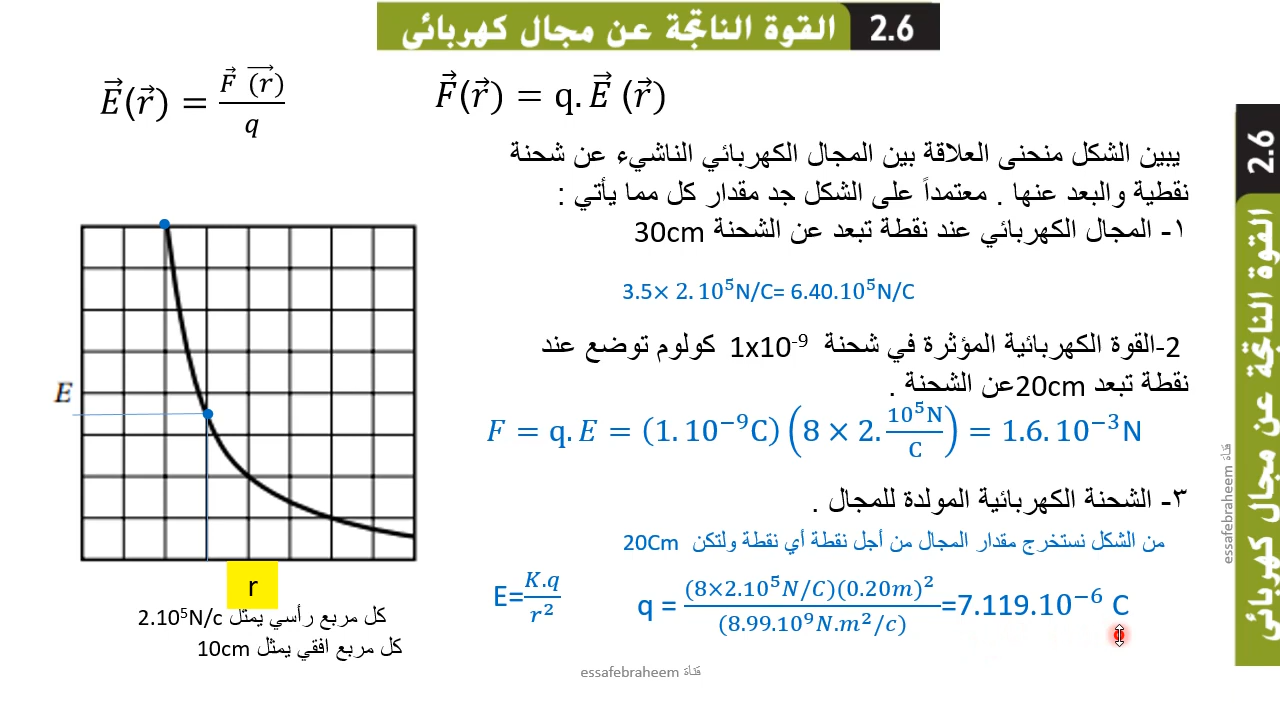 2.6 القوة الناتجة عن مجال كهربائي
E⃗(r⃗) = F⃗ (r⃗) / q
F⃗(r⃗) = q. E⃗ (r⃗)
يبين الشكل منحنى العلاقة بين المجال الكهربائي الناشيء عن شحنة
نقطية والبعد عنها . معتمداً على الشكل جد مقدار كل مما يأتي :
١- المجال الكهربائي عند نقطة تبعد عن الشحنة 30cm
3.5× 2. 10⁵N/C= 6.40.10⁵N/C
2-القوة الكهربائية المؤثرة في شحنة 1x10⁻⁹ كولوم توضع عند
نقطة تبعد 20cmعن الشحنة .
F = q. E = (1. 10⁻⁹C) (8 × 2. 10⁵N/C) = 1.6. 10⁻³N
٣- الشحنة الكهربائية المولدة للمجال .
من الشكل نستخرج مقدار المجال من أجل نقطة أي نقطة ولتكن 20Cm
E=K.q/r²
q = (8×2.10⁵N/C)(0.20m)²/(8.99.10⁹N.m²/c)=7.119.10⁻⁶ C
E
r
كل مربع رأسي يمثل 2.10⁵N/c
كل مربع افقي يمثل 10cm
قناة essafebraheem
2.6 القوة الناتجة عن مجال كهربائي
قناة essafebraheem